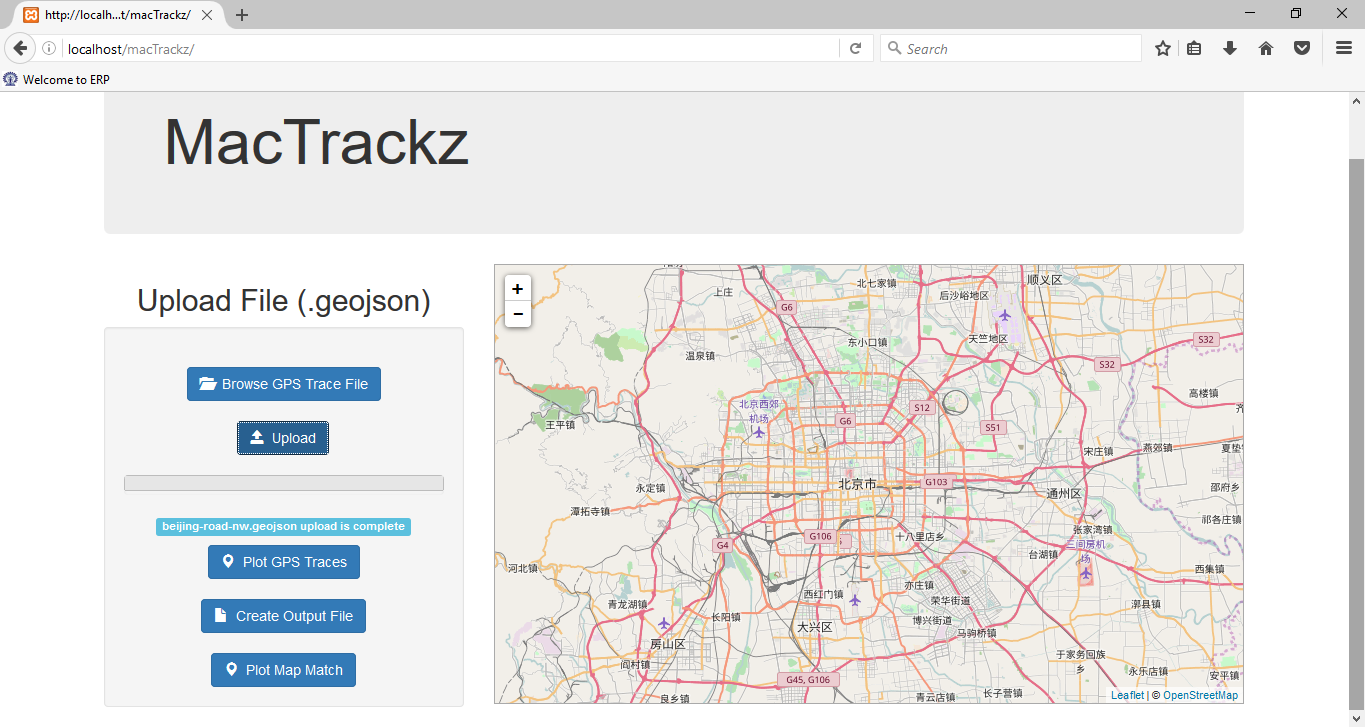 http://localh...t/macTrackz/
localhost/macTrackz/
Search
Welcome to ERP
MacTrackz
Upload File (.geojson)
Browse GPS Trace File
Upload
beijing-road-nw.geojson upload is complete
Plot GPS Traces
Create Output File
Plot Map Match
+
−
上庄
北七家镇
后沙峪地区
顺义区
G6
天竺地区
S32
温泉镇
东小口镇
S32
高楼镇
北京西郊
机场
S12
G6
S51
王平镇
宋庄镇
燕郊镇
夏垫
永定镇
北京市
G103
通州区
邵府乡
潭拓寺镇
祁各庄镇
张家湾镇
G4
G106
十八里店乡
三间房机
场
台湖镇
河北镇
西集镇
亦庄镇
西红门镇
荣华街道
青龙湖镇
长阳镇
博兴街道
漷县镇
大兴区
马驹桥镇
房山区
于家务回族
乡
阎村镇
永乐店镇
安平镇
G45, G106
良乡镇
青云店镇
长子营镇
Leaflet | © OpenStreetMap